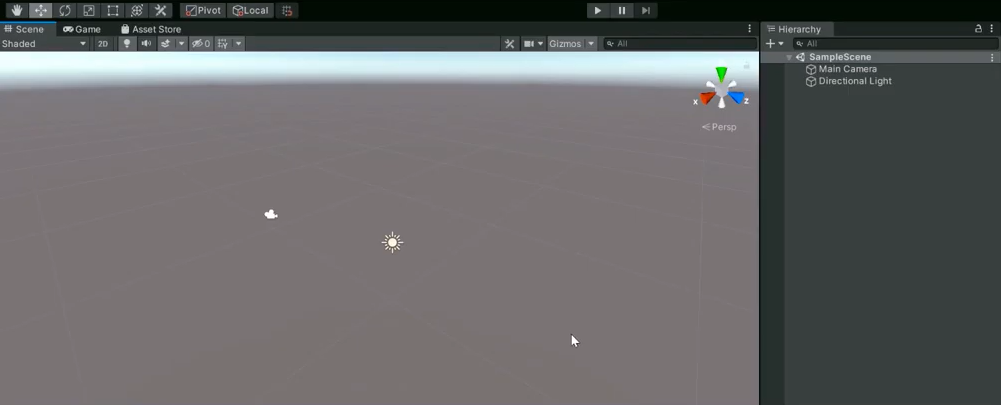 Pivot Local
Scene Game Asset Store
Shaded 2D 0 Gizmos All
x z
Persp
Hierarchy
All
SampleScene
Main Camera
Directional Light